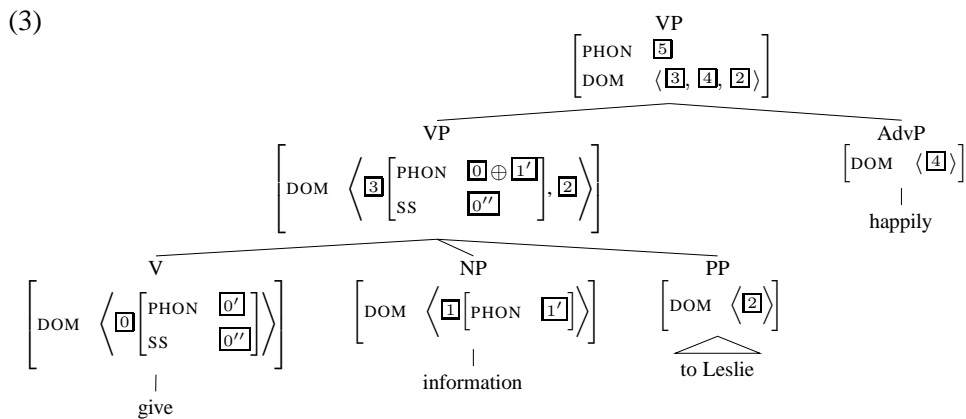 (3)
VP
[PHON 5
DOM ⟨3, 4, 2⟩]
VP
[DOM ⟨3[PHON 0 ⊕ 1′
SS 0′′], 2⟩]
AdvP
[DOM ⟨4⟩]
happily
V
[DOM ⟨0[PHON 0′
SS 0′′]⟩]
give
NP
[DOM ⟨1[PHON 1′]⟩]
information
PP
[DOM ⟨2⟩]
to Leslie